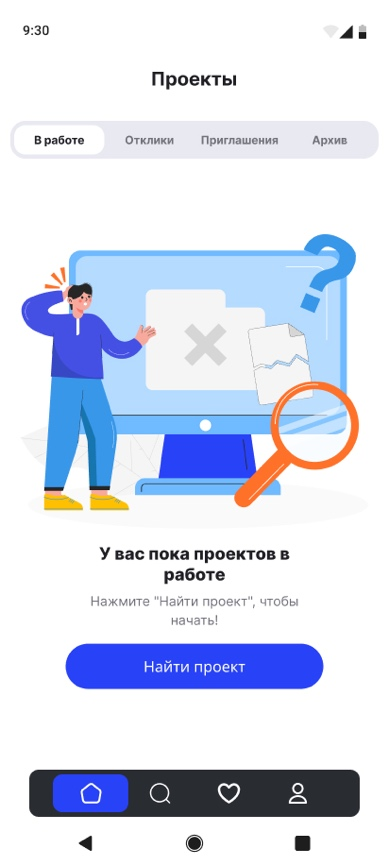 9:30
Проекты
В работе Отклики Приглашения Архив
У вас пока проектов в
работе
Нажмите "Найти проект", чтобы
начать!
Найти проект